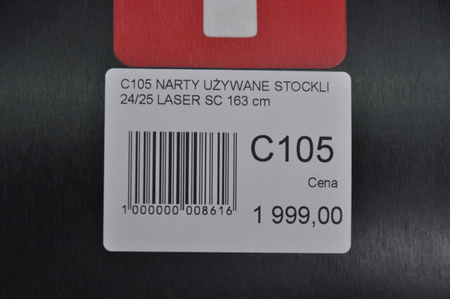 C105 NARTY UŻYWANE STOCKLI
24/25 LASER SC 163 cm
C105
Cena
1 999,00
1 000000 008616